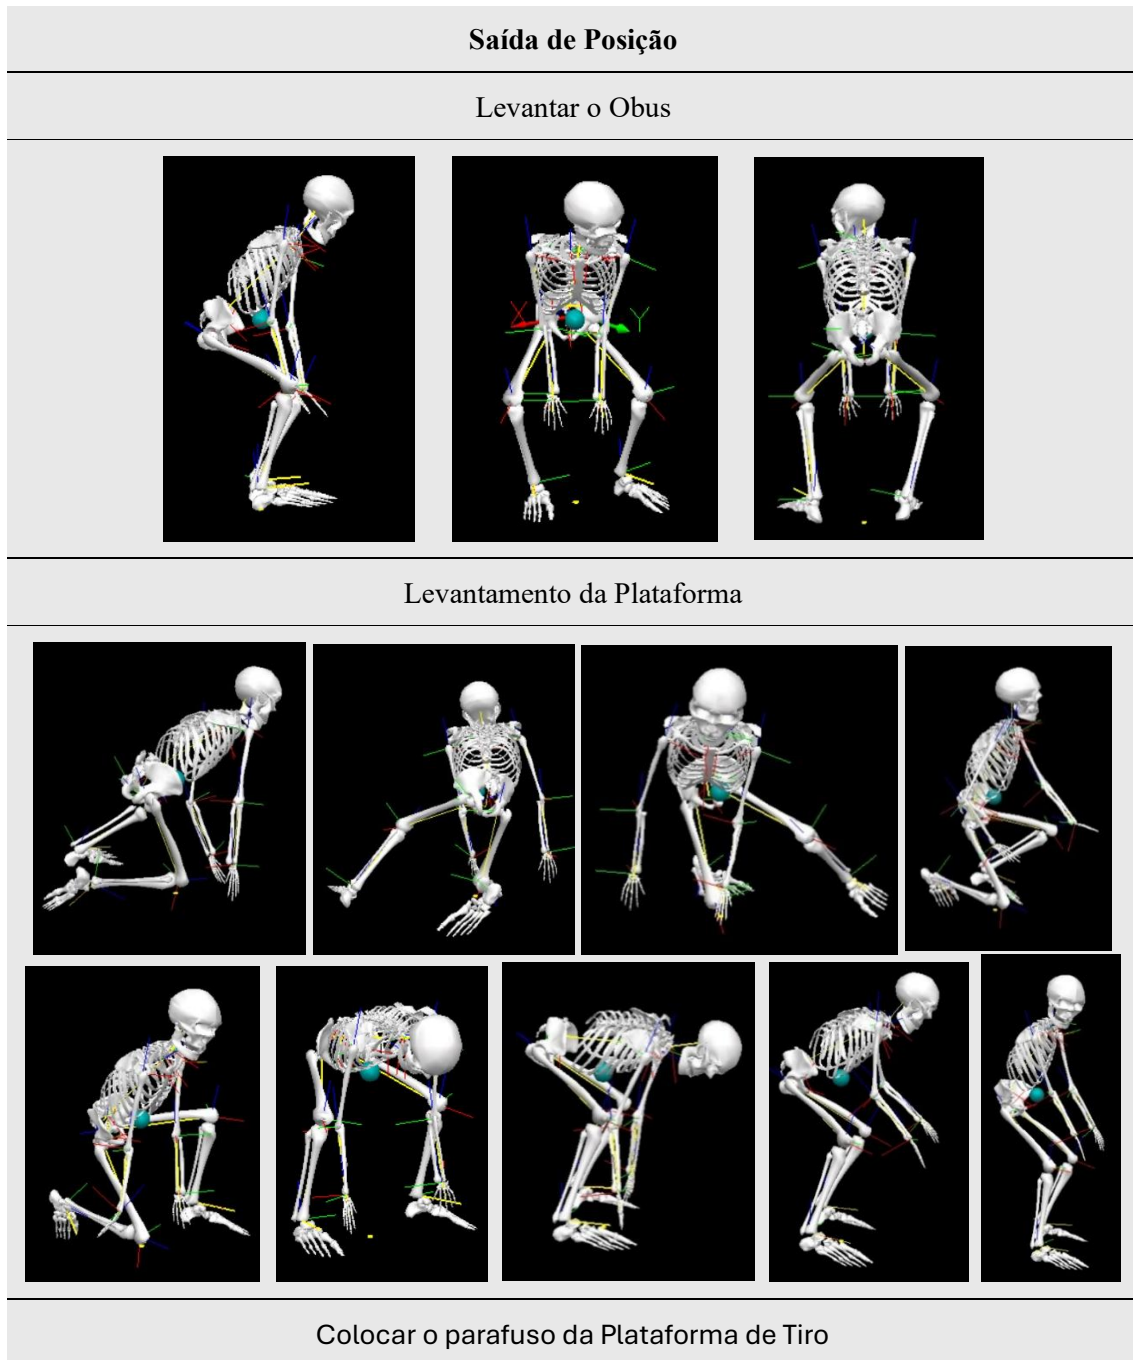 Saída de Posição
Levantar o Obus
X
Y
Levantamento da Plataforma
Colocar o parafuso da Plataforma de Tiro